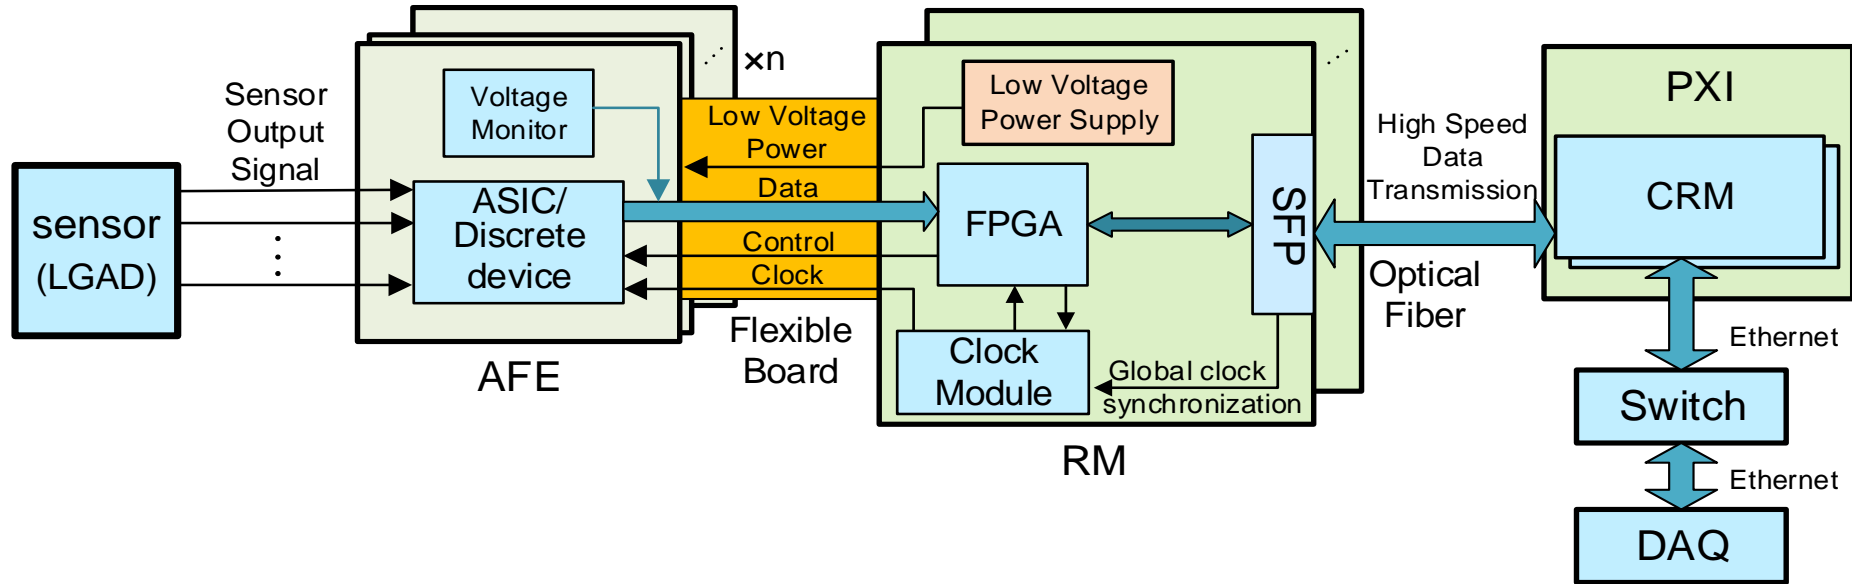 Sensor
Output
Signal
sensor
(LGAD)
×n
Voltage
Monitor
ASIC/
Discrete
device
AFE
Low Voltage
Power
Data
Control
Clock
Flexible
Board
Low Voltage
Power Supply
FPGA
SFP
Clock
Module
Global clock
synchronization
RM
High Speed
Data
Transmission
Optical
Fiber
PXI
CRM
Ethernet
Switch
Ethernet
DAQ